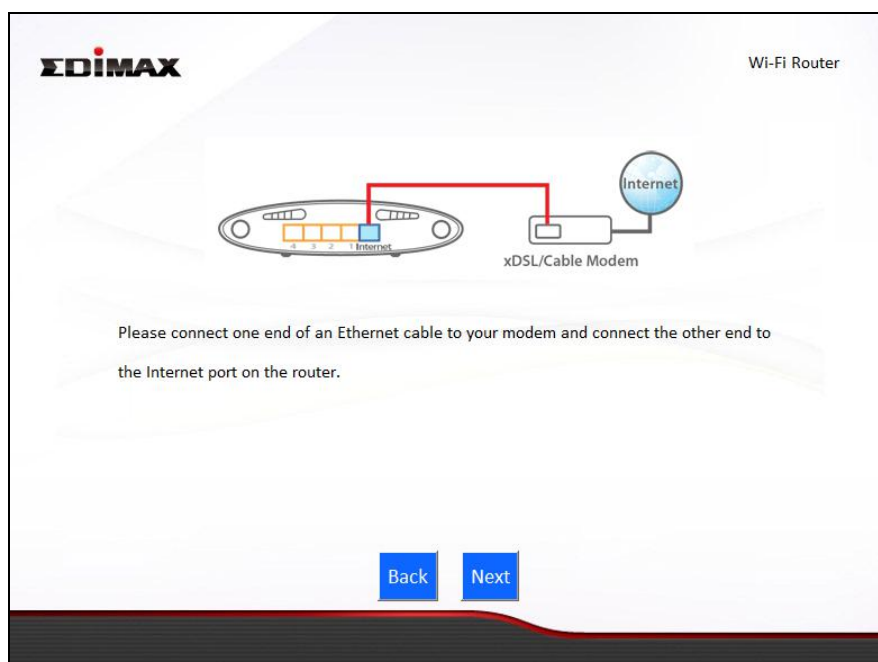 EDIMAX
Wi-Fi Router
Internet
4 3 2 1 Internet
xDSL/Cable Modem
Please connect one end of an Ethernet cable to your modem and connect the other end to
the Internet port on the router.
Back Next